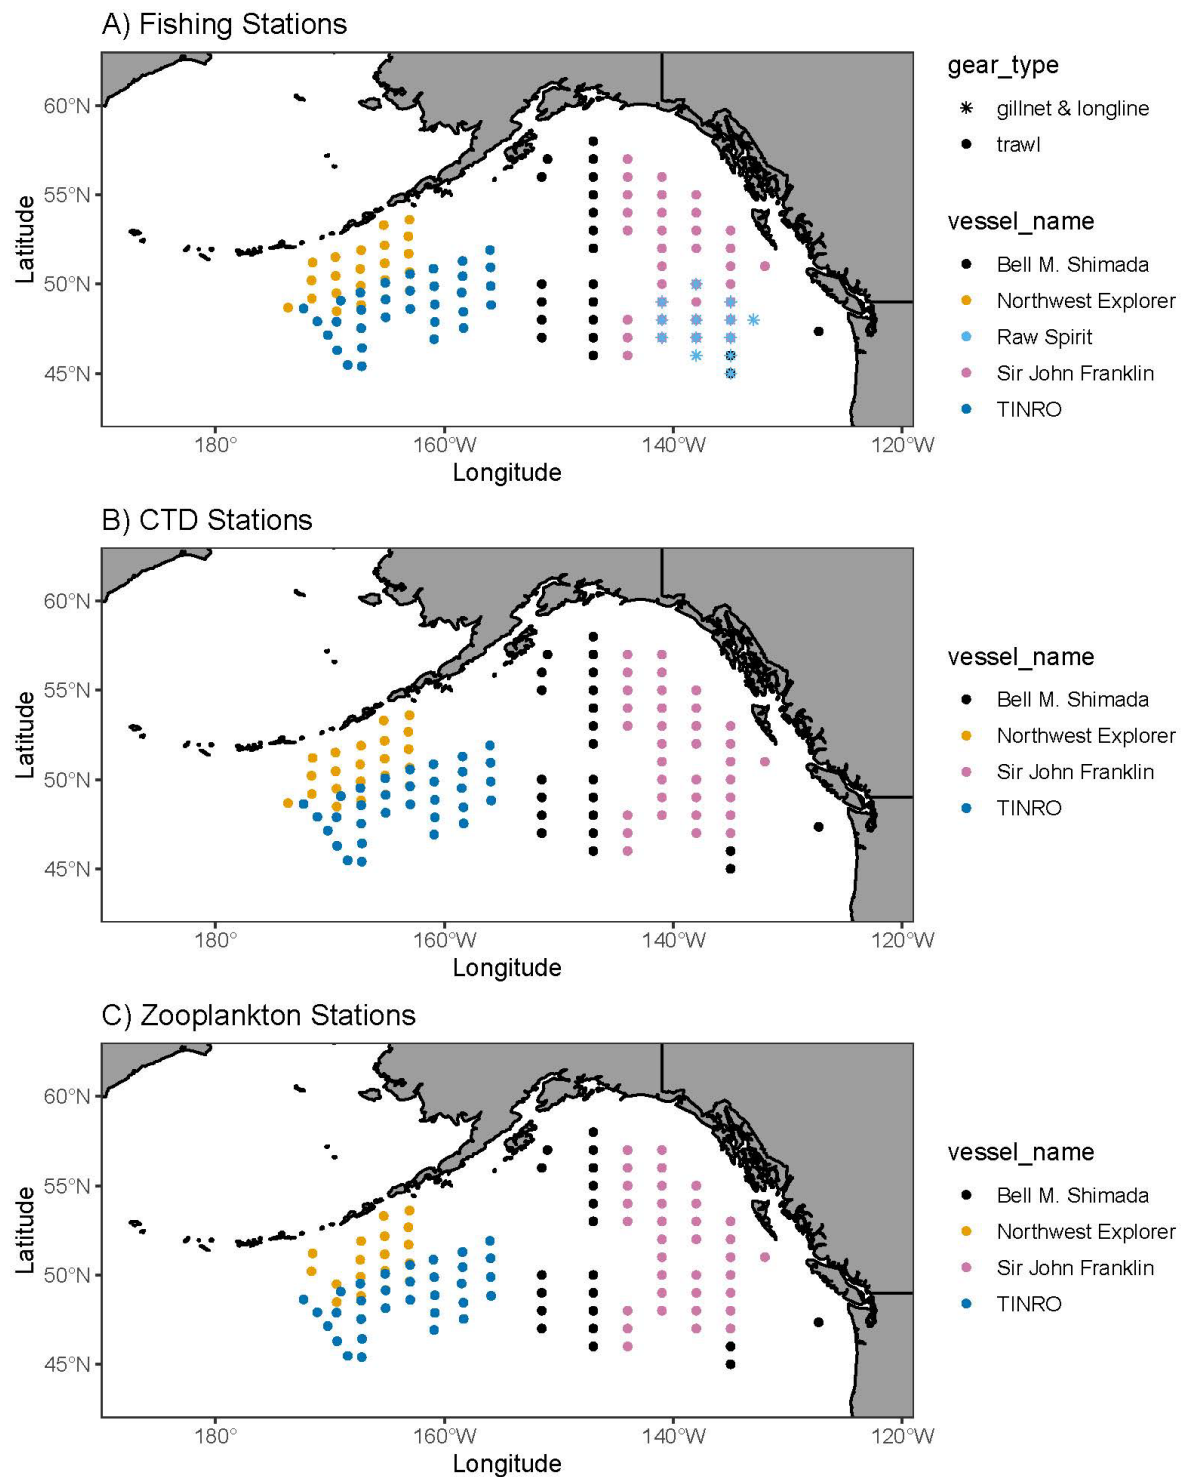 A) Fishing Stations
60°N
55°N
50°N
45°N
Latitude
180°
160°W
140°W
120°W
Longitude
gear_type
gillnet & longline
trawl
vessel_name
Bell M. Shimada
Northwest Explorer
Raw Spirit
Sir John Franklin
TINRO
B) CTD Stations
60°N
55°N
50°N
45°N
Latitude
180°
160°W
140°W
120°W
Longitude
vessel_name
Bell M. Shimada
Northwest Explorer
Sir John Franklin
TINRO
C) Zooplankton Stations
60°N
55°N
50°N
45°N
Latitude
180°
160°W
140°W
120°W
Longitude
vessel_name
Bell M. Shimada
Northwest Explorer
Sir John Franklin
TINRO